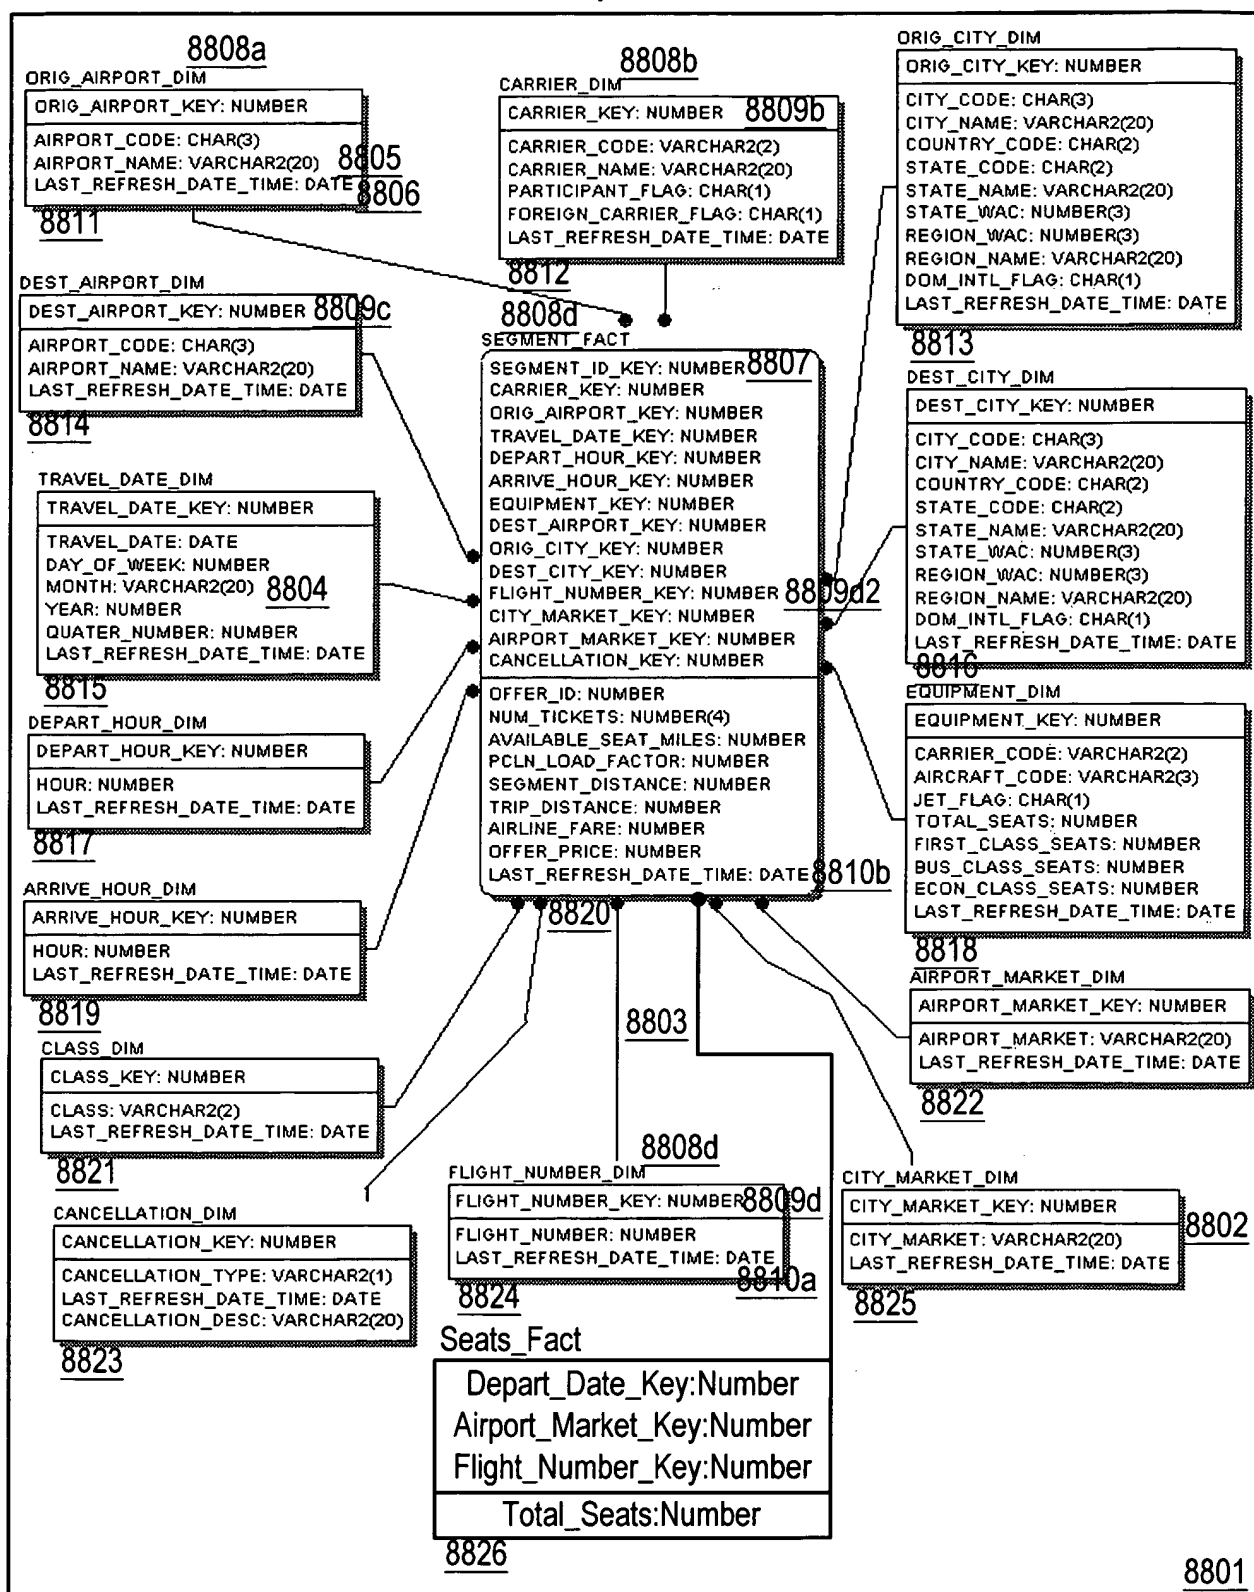 8808a
ORIG_AIRPORT_DIM
ORIG_AIRPORT_KEY: NUMBER
AIRPORT_CODE: CHAR(3)
AIRPORT_NAME: VARCHAR2(20) 8805
LAST_REFRESH_DATE_TIME: DATE 8806
8811
8808b
CARRIER_DIM
CARRIER_KEY: NUMBER 8809b
CARRIER_CODE: VARCHAR2(2)
CARRIER_NAME: VARCHAR2(20)
PARTICIPANT_FLAG: CHAR(1)
FOREIGN_CARRIER_FLAG: CHAR(1)
LAST_REFRESH_DATE_TIME: DATE
8812
ORIG_CITY_DIM
ORIG_CITY_KEY: NUMBER
CITY_CODE: CHAR(3)
CITY_NAME: VARCHAR2(20)
COUNTRY_CODE: CHAR(2)
STATE_CODE: CHAR(2)
STATE_NAME: VARCHAR2(20)
STATE_WAC: NUMBER(3)
REGION_WAC: NUMBER(3)
REGION_NAME: VARCHAR2(20)
DOM_INTL_FLAG: CHAR(1)
LAST_REFRESH_DATE_TIME: DATE
8813
DEST_AIRPORT_DIM
DEST_AIRPORT_KEY: NUMBER 8809c
AIRPORT_CODE: CHAR(3)
AIRPORT_NAME: VARCHAR2(20)
LAST_REFRESH_DATE_TIME: DATE
8814
8808d
SEGMENT_FACT
SEGMENT_ID_KEY: NUMBER 8807
CARRIER_KEY: NUMBER
ORIG_AIRPORT_KEY: NUMBER
TRAVEL_DATE_KEY: NUMBER
DEPART_HOUR_KEY: NUMBER
ARRIVE_HOUR_KEY: NUMBER
EQUIPMENT_KEY: NUMBER
DEST_AIRPORT_KEY: NUMBER
ORIG_CITY_KEY: NUMBER
DEST_CITY_KEY: NUMBER
FLIGHT_NUMBER_KEY: NUMBER 8809d2
CITY_MARKET_KEY: NUMBER
AIRPORT_MARKET_KEY: NUMBER
CANCELLATION_KEY: NUMBER
OFFER_ID: NUMBER
NUM_TICKETS: NUMBER(4)
AVAILABLE_SEAT_MILES: NUMBER
PCLN_LOAD_FACTOR: NUMBER
SEGMENT_DISTANCE: NUMBER
TRIP_DISTANCE: NUMBER
AIRLINE_FARE: NUMBER
OFFER_PRICE: NUMBER
LAST_REFRESH_DATE_TIME: DATE 8810b
8820
DEST_CITY_DIM
DEST_CITY_KEY: NUMBER
CITY_CODE: CHAR(3)
CITY_NAME: VARCHAR2(20)
COUNTRY_CODE: CHAR(2)
STATE_CODE: CHAR(2)
STATE_NAME: VARCHAR2(20)
STATE_WAC: NUMBER(3)
REGION_WAC: NUMBER(3)
REGION_NAME: VARCHAR2(20)
DOM_INTL_FLAG: CHAR(1)
LAST_REFRESH_DATE_TIME: DATE
8816
TRAVEL_DATE_DIM
TRAVEL_DATE_KEY: NUMBER
TRAVEL_DATE: DATE
DAY_OF_WEEK: NUMBER
MONTH: VARCHAR2(20) 8804
YEAR: NUMBER
QUATER_NUMBER: NUMBER
LAST_REFRESH_DATE_TIME: DATE
8815
EQUIPMENT_DIM
EQUIPMENT_KEY: NUMBER
CARRIER_CODE: VARCHAR2(2)
AIRCRAFT_CODE: VARCHAR2(3)
JET_FLAG: CHAR(1)
TOTAL_SEATS: NUMBER
FIRST_CLASS_SEATS: NUMBER
BUS_CLASS_SEATS: NUMBER
ECON_CLASS_SEATS: NUMBER
LAST_REFRESH_DATE_TIME: DATE
8818
DEPART_HOUR_DIM
DEPART_HOUR_KEY: NUMBER
HOUR: NUMBER
LAST_REFRESH_DATE_TIME: DATE
8817
ARRIVE_HOUR_DIM
ARRIVE_HOUR_KEY: NUMBER
HOUR: NUMBER
LAST_REFRESH_DATE_TIME: DATE
8819
8803
AIRPORT_MARKET_DIM
AIRPORT_MARKET_KEY: NUMBER
AIRPORT_MARKET: VARCHAR2(20)
LAST_REFRESH_DATE_TIME: DATE
8822
CLASS_DIM
CLASS_KEY: NUMBER
CLASS: VARCHAR2(2)
LAST_REFRESH_DATE_TIME: DATE
8821
8808d
FLIGHT_NUMBER_DIM
FLIGHT_NUMBER_KEY: NUMBER 8809d
FLIGHT_NUMBER: NUMBER
LAST_REFRESH_DATE_TIME: DATE
8810a
8824
CITY_MARKET_DIM
CITY_MARKET_KEY: NUMBER
8802
CITY_MARKET: VARCHAR2(20)
LAST_REFRESH_DATE_TIME: DATE
8825
CANCELLATION_DIM
CANCELLATION_KEY: NUMBER
CANCELLATION_TYPE: VARCHAR2(1)
LAST_REFRESH_DATE_TIME: DATE
CANCELLATION_DESC: VARCHAR2(20)
8823
Seats_Fact
Depart_Date_Key:Number
Airport_Market_Key:Number
Flight_Number_Key:Number
Total_Seats:Number
8826
8801